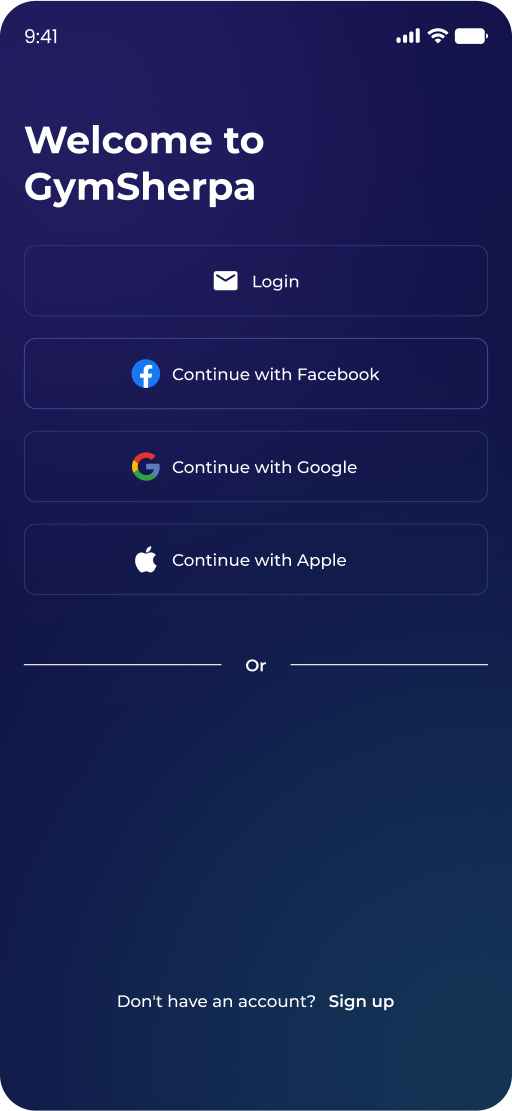 9:41
Welcome to
GymSherpa
Login
Continue with Facebook
Continue with Google
Continue with Apple
Or
Don't have an account? Sign up